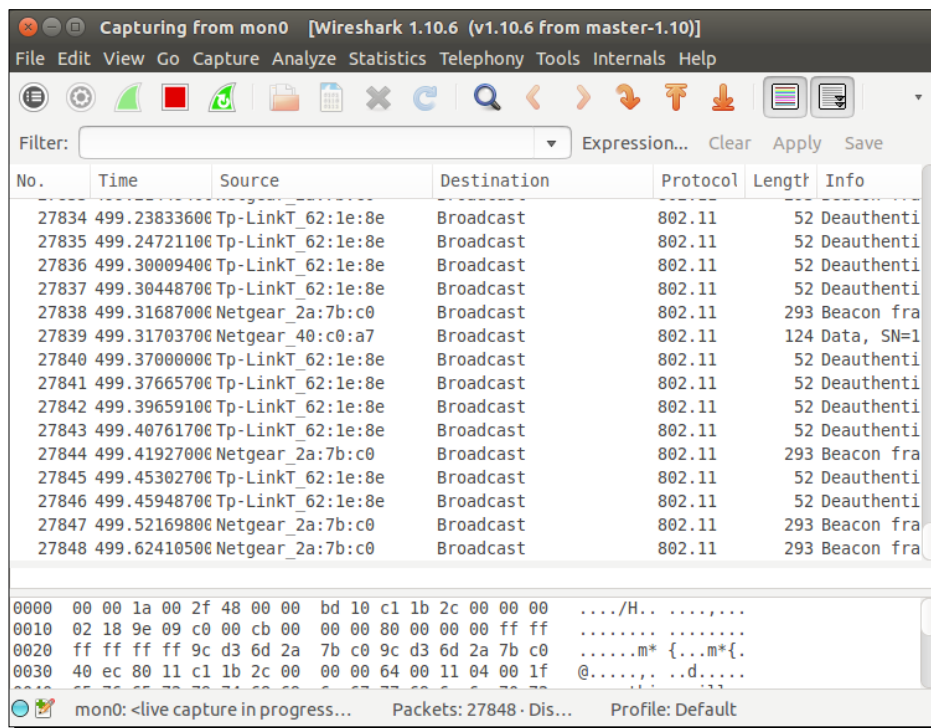 Capturing from mon0 [Wireshark 1.10.6 (v1.10.6 from master-1.10)]
File Edit View Go Capture Analyze Statistics Telephony Tools Internals Help
Filter: Expression... Clear Apply Save
No. Time Source Destination Protocol Length Info
27834 499.23833600 Tp-LinkT_62:1e:8e Broadcast 802.11 52 Deauthenti
27835 499.24721100 Tp-LinkT_62:1e:8e Broadcast 802.11 52 Deauthenti
27836 499.30009400 Tp-LinkT_62:1e:8e Broadcast 802.11 52 Deauthenti
27837 499.30448700 Tp-LinkT_62:1e:8e Broadcast 802.11 52 Deauthenti
27838 499.31687000 Netgear_2a:7b:c0 Broadcast 802.11 293 Beacon fra
27839 499.31703700 Netgear_40:c0:a7 Broadcast 802.11 124 Data, SN=1
27840 499.37000000 Tp-LinkT_62:1e:8e Broadcast 802.11 52 Deauthenti
27841 499.37665700 Tp-LinkT_62:1e:8e Broadcast 802.11 52 Deauthenti
27842 499.39659100 Tp-LinkT_62:1e:8e Broadcast 802.11 52 Deauthenti
27843 499.40761700 Tp-LinkT_62:1e:8e Broadcast 802.11 52 Deauthenti
27844 499.41927000 Netgear_2a:7b:c0 Broadcast 802.11 293 Beacon fra
27845 499.45302700 Tp-LinkT_62:1e:8e Broadcast 802.11 52 Deauthenti
27846 499.45948700 Tp-LinkT_62:1e:8e Broadcast 802.11 52 Deauthenti
27847 499.52169800 Netgear_2a:7b:c0 Broadcast 802.11 293 Beacon fra
27848 499.62410500 Netgear_2a:7b:c0 Broadcast 802.11 293 Beacon fra
0000 00 00 1a 00 2f 48 00 00 bd 10 c1 1b 2c 00 00 00 ..../H.. ....,...
0010 02 18 9e 09 c0 00 cb 00 00 00 80 00 00 00 ff ff ........ ........
0020 ff ff ff ff 9c d3 6d 2a 7b c0 9c d3 6d 2a 7b c0 ......m* {...m*{.
0030 40 ec 80 11 c1 1b 2c 00 00 00 64 00 11 04 00 1f @.....,. ..d.....
mon0: <live capture in progress... Packets: 27848 · Dis... Profile: Default